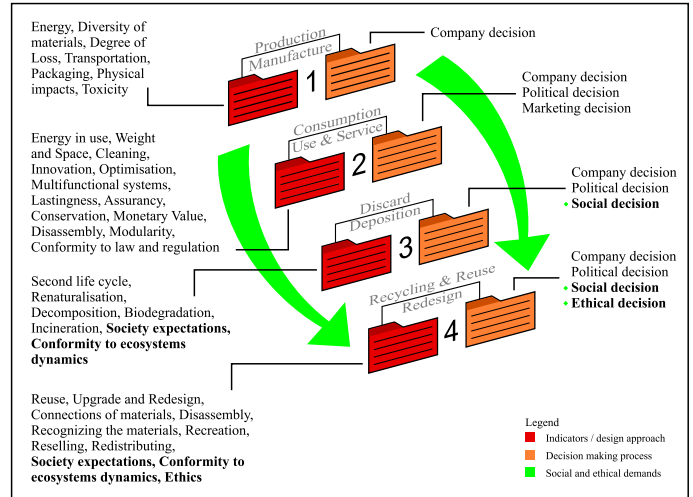 Energy, Diversity of
materials, Degree of
Loss, Transportation,
Packaging, Physical
impacts, Toxicity
Production
Manufacture
1
Company decision
Energy in use, Weight
and Space, Cleaning,
Innovation, Optimisation,
Multifunctional systems,
Lastingness, Assurancy,
Conservation, Monetary Value,
Disassembly, Modularity,
Conformity to law and regulation
Consumption
Use & Service
2
Company decision
Political decision
Marketing decision
Second life cycle,
Renaturalisation,
Decomposition, Biodegradation,
Incineration, Society expectations,
Conformity to ecosystems
dynamics
Discard
Deposition
3
Company decision
Political decision
Social decision
Reuse, Upgrade and Redesign,
Connections of materials, Disassembly,
Recognizing the materials, Recreation,
Reselling, Redistributing,
Society expectations, Conformity to
ecosystems dynamics, Ethics
Recycling & Reuse
Redesign
4
Company decision
Political decision
Social decision
Ethical decision
Legend
Indicators / design approach
Decision making process
Social and ethical demands